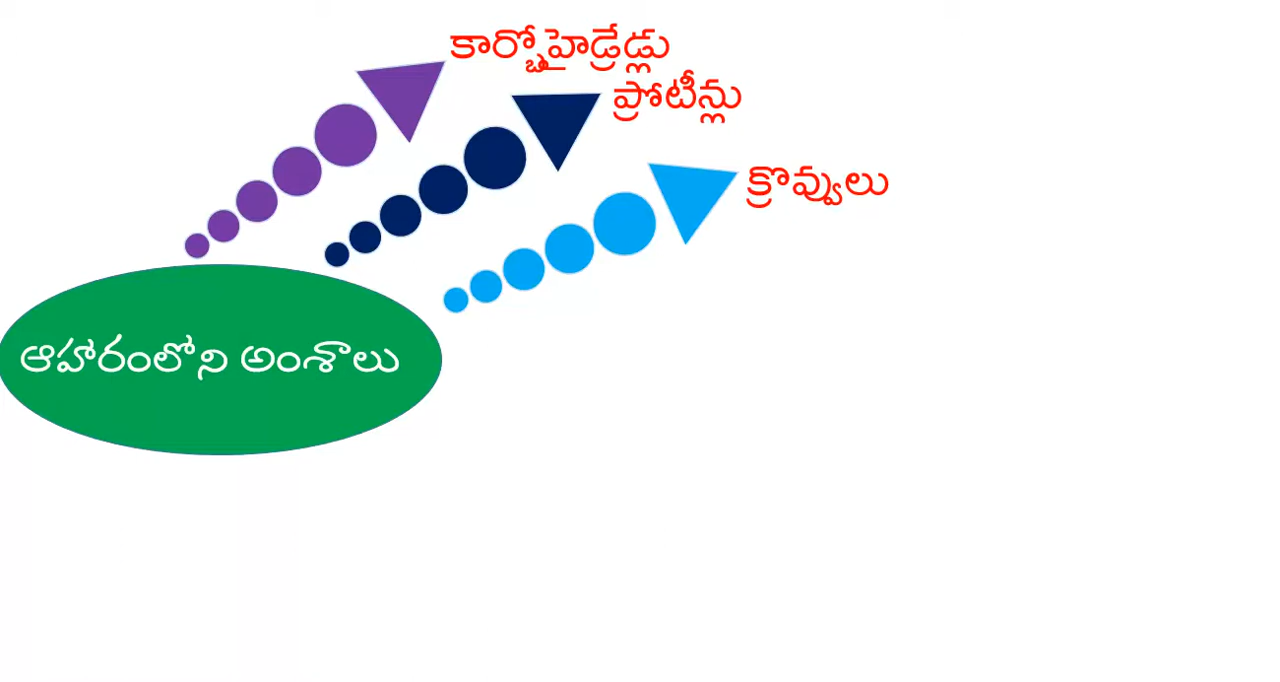 కార్బోహైడ్రేడ్లు
ప్రోటీన్లు
క్రొవ్వులు
ఆహారంలోని అంశాలు